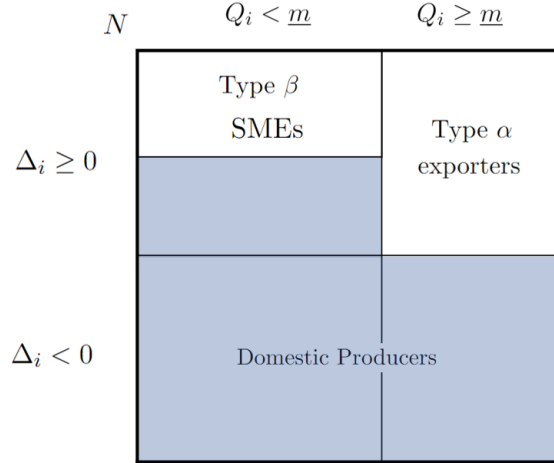 N
Q_i < m̲
Q_i ≥ m̲
Type β
SMEs
Type α
exporters
Δ_i ≥ 0
Δ_i < 0
Domestic Producers